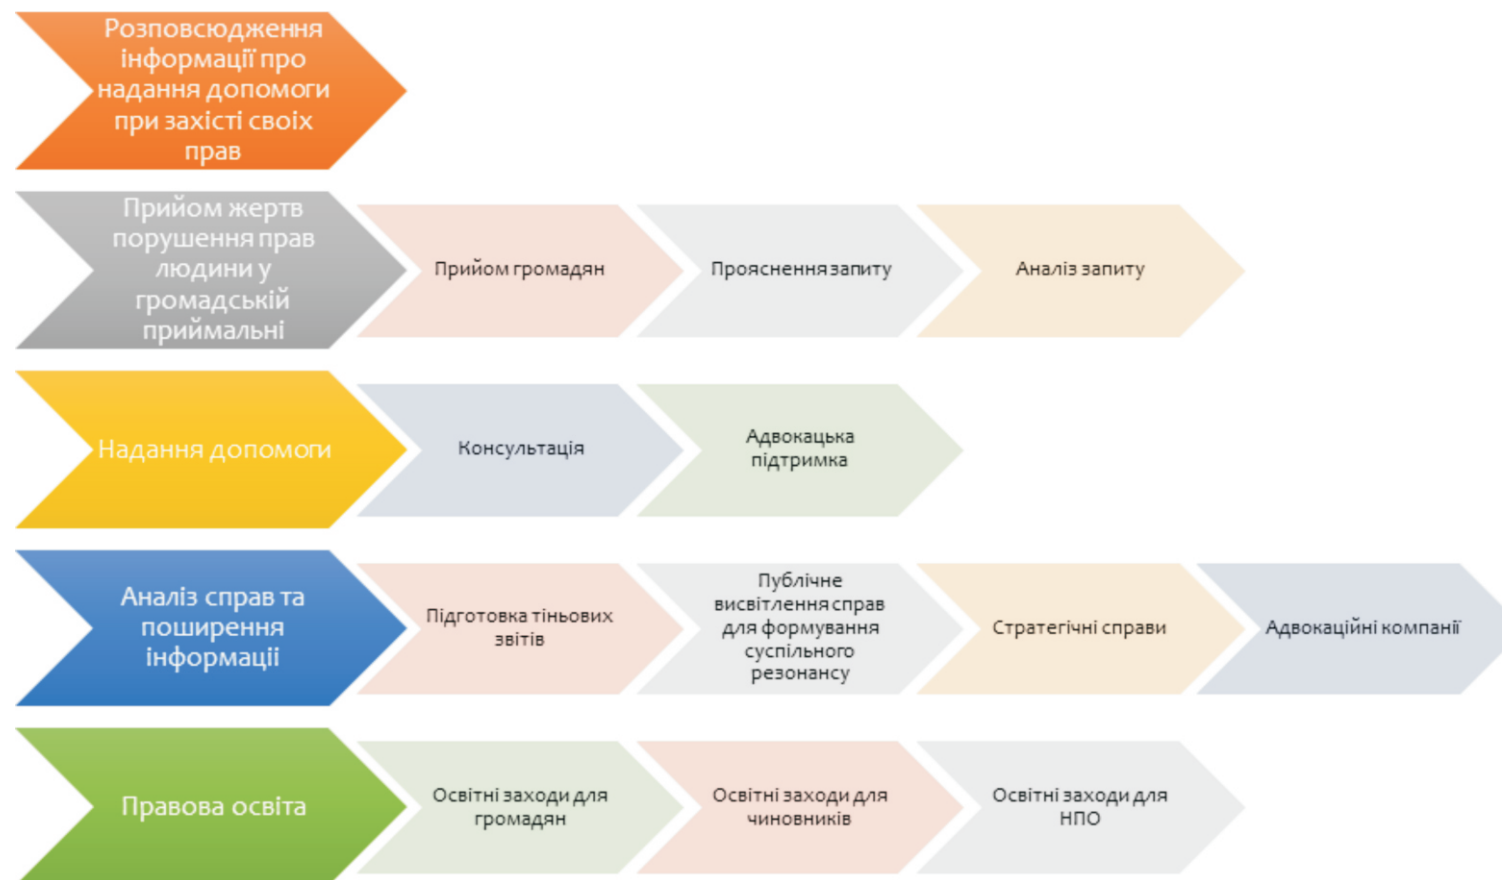 Розповсюдження
інформації про
надання допомоги
при захісті своїх
прав
Прийом жертв
порушення прав
людини у
громадській
приймальні
Прийом громадян
Прояснення запиту
Аналіз запиту
Надання допомоги
Консультація
Адвокацька
підтримка
Аналіз справ та
поширення
інформації
Підготовка тіньових
звітів
Публічне
висвітлення справ
для формування
суспільного
резонансу
Стратегічні справи
Адвокаційні компанії
Правова освіта
Освітні заходи для
громадян
Освітні заходи для
чиновників
Освітні заходи для
НПО